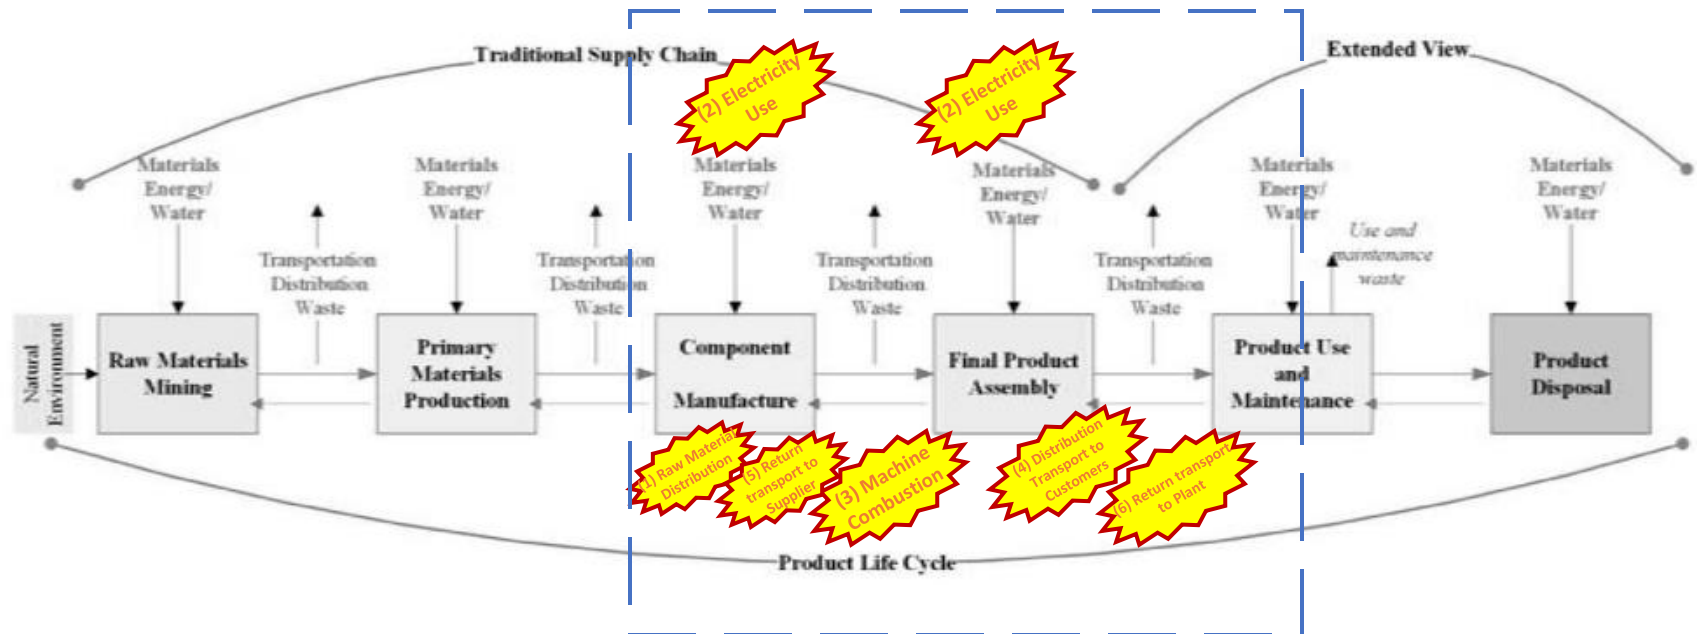 Traditional Supply Chain
Extended View
(2) Electricity
Use
(2) Electricity
Use
Materials
Energy/
Water
Materials
Energy/
Water
Materials
Energy/
Water
Materials
Energy/
Water
Materials
Energy/
Water
Materials
Energy/
Water
Transportation
Distribution
Waste
Transportation
Distribution
Waste
Transportation
Distribution
Waste
Transportation
Distribution
Waste
Use and
maintenance
waste
Natural
Environment
Raw Materials
Mining
Primary
Materials
Production
Component
Manufacture
Final Product
Assembly
Product Use
and
Maintenance
Product
Disposal
(1) Raw Material
Distribution
(5) Return
transport to
Supplier
(3) Machine
Combustion
(4) Distribution
Transport to
Customers
(6) Return transport
to Plant
Product Life Cycle